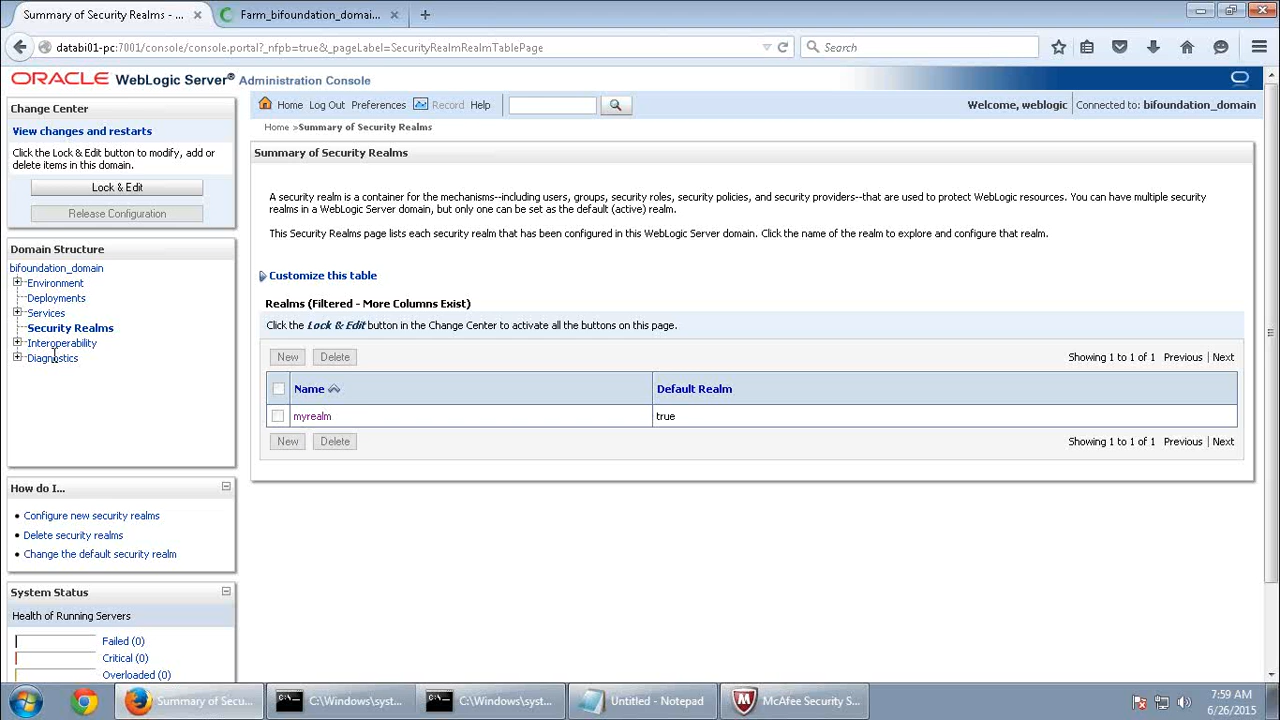 Summary of Security Realms - ...
Farm_bifoundation_domai...
databi01-pc:7001/console/console.portal?_nfpb=true&_pageLabel=SecurityRealmRealmTablePage
Search
ORACLE WebLogic Server® Administration Console
Change Center
View changes and restarts
Click the Lock & Edit button to modify, add or
delete items in this domain.
Lock & Edit
Release Configuration
Domain Structure
bifoundation_domain
Environment
Deployments
Services
Security Realms
Interoperability
Diagnostics
How do I...
Configure new security realms
Delete security realms
Change the default security realm
System Status
Health of Running Servers
Failed (0)
Critical (0)
Overloaded (0)
Home Log Out Preferences Record Help
Welcome, weblogic Connected to: bifoundation_domain
Home >Summary of Security Realms
Summary of Security Realms
A security realm is a container for the mechanisms--including users, groups, security roles, security policies, and security providers--that are used to protect WebLogic resources. You can have multiple security
realms in a WebLogic Server domain, but only one can be set as the default (active) realm.
This Security Realms page lists each security realm that has been configured in this WebLogic Server domain. Click the name of the realm to explore and configure that realm.
Customize this table
Realms (Filtered - More Columns Exist)
Click the Lock & Edit button in the Change Center to activate all the buttons on this page.
New Delete Showing 1 to 1 of 1 Previous | Next
Name Default Realm
myrealm true
New Delete Showing 1 to 1 of 1 Previous | Next
Summary of Secu...
C:\Windows\syst...
C:\Windows\syst...
Untitled - Notepad
McAfee Security S...
7:59 AM
6/26/2015